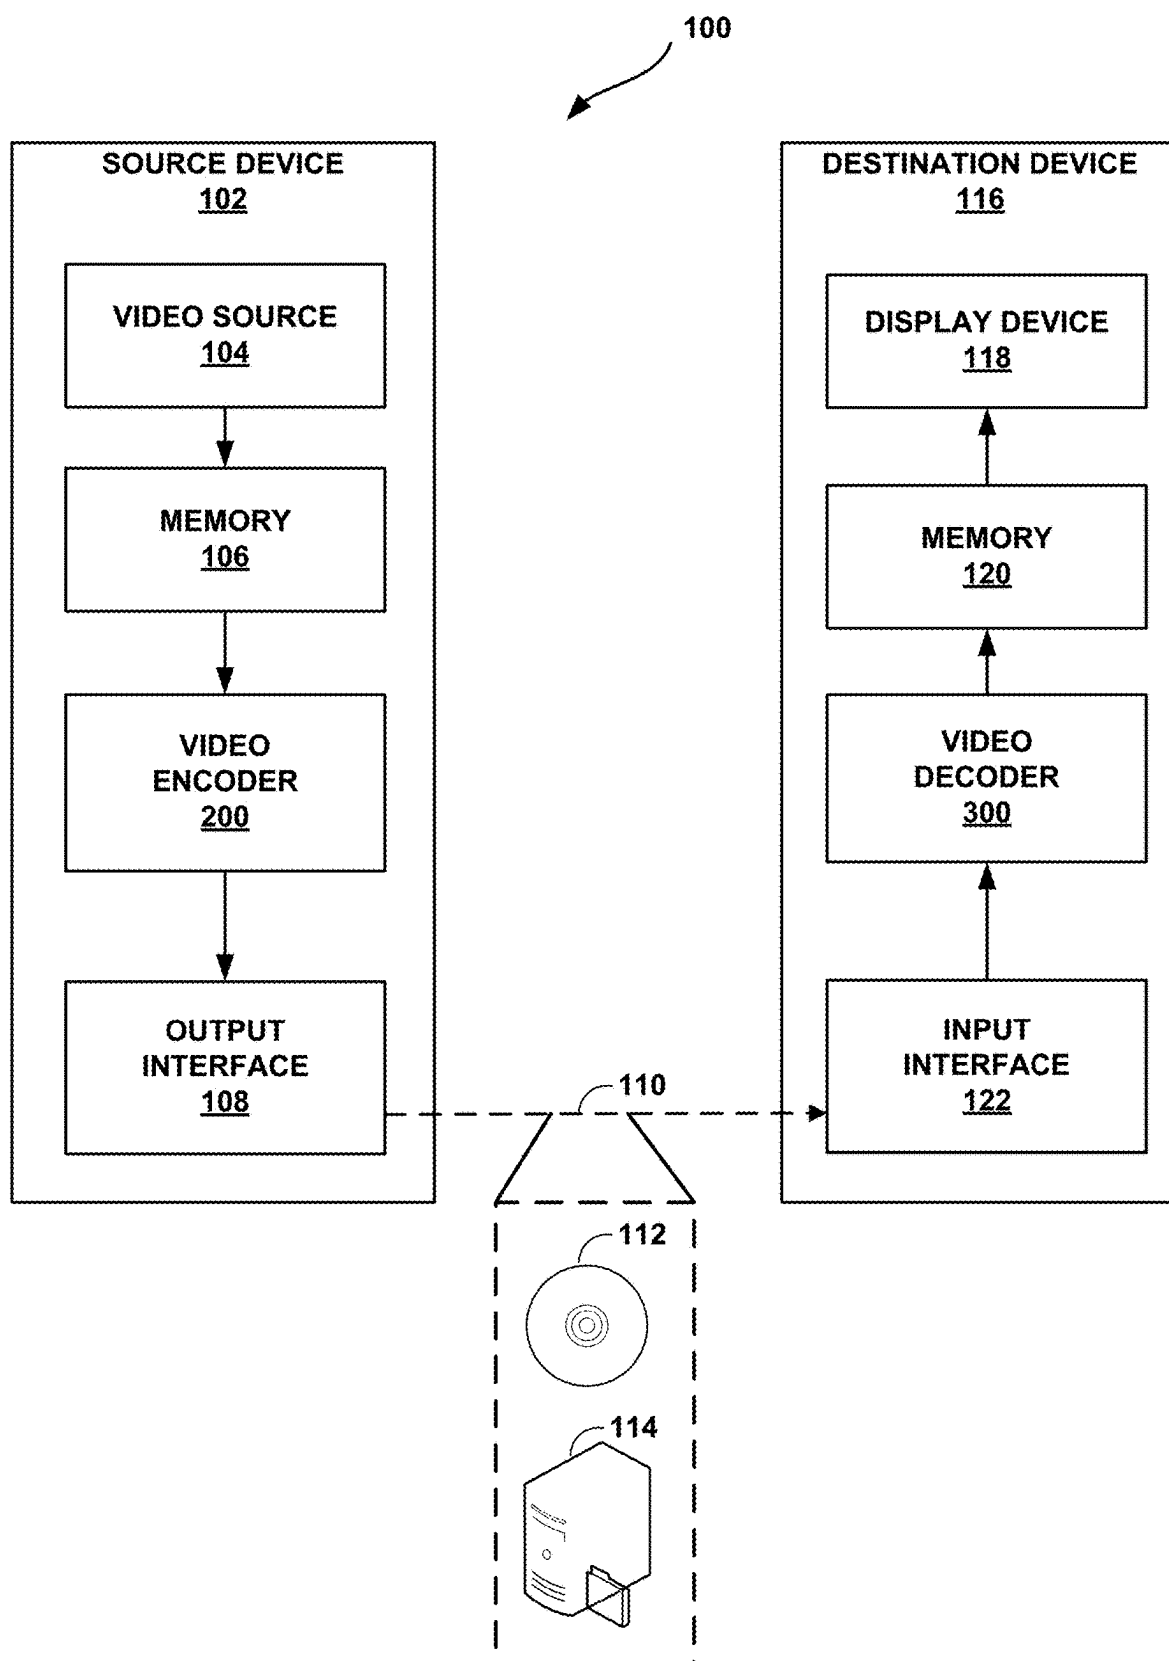 100
SOURCE DEVICE
102
VIDEO SOURCE
104
MEMORY
106
VIDEO
ENCODER
200
OUTPUT
INTERFACE
108
DESTINATION DEVICE
116
DISPLAY DEVICE
118
MEMORY
120
VIDEO
DECODER
300
INPUT
INTERFACE
122
110
112
114